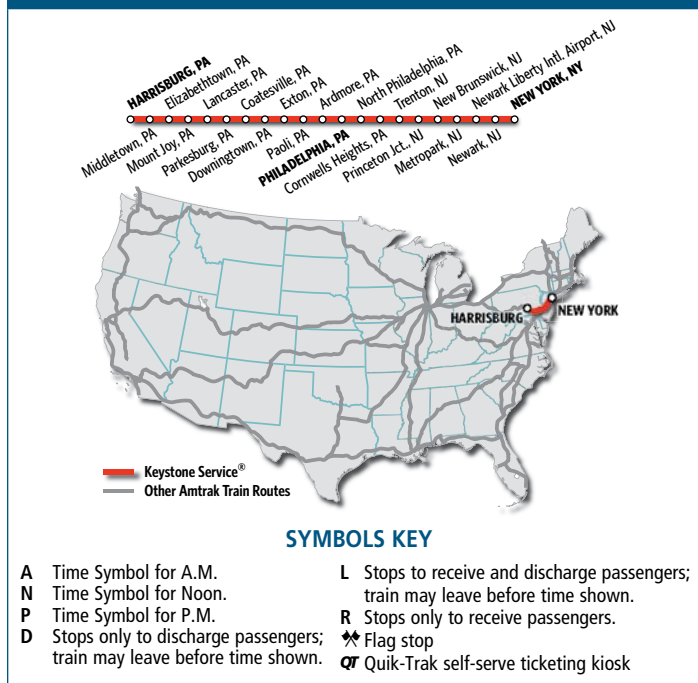 HARRISBURG, PA
Elizabethtown, PA
Lancaster, PA
Coatesville, PA
Exton, PA
Ardmore, PA
North Philadelphia, PA
Trenton, NJ
New Brunswick, NJ
Newark Liberty Intl. Airport, NJ
NEW YORK, NY
Middletown, PA
Mount Joy, PA
Parkesburg, PA
Downingtown, PA
Paoli, PA
PHILADELPHIA, PA
Cornwells Heights, PA
Princeton Jct., NJ
Metropark, NJ
Newark, NJ
HARRISBURG
NEW YORK
Keystone Service®
Other Amtrak Train Routes
SYMBOLS KEY
A Time Symbol for A.M.
N Time Symbol for Noon.
P Time Symbol for P.M.
D Stops only to discharge passengers;
train may leave before time shown.
L Stops to receive and discharge passengers;
train may leave before time shown.
R Stops only to receive passengers.
Flag stop
QT Quik-Trak self-serve ticketing kiosk